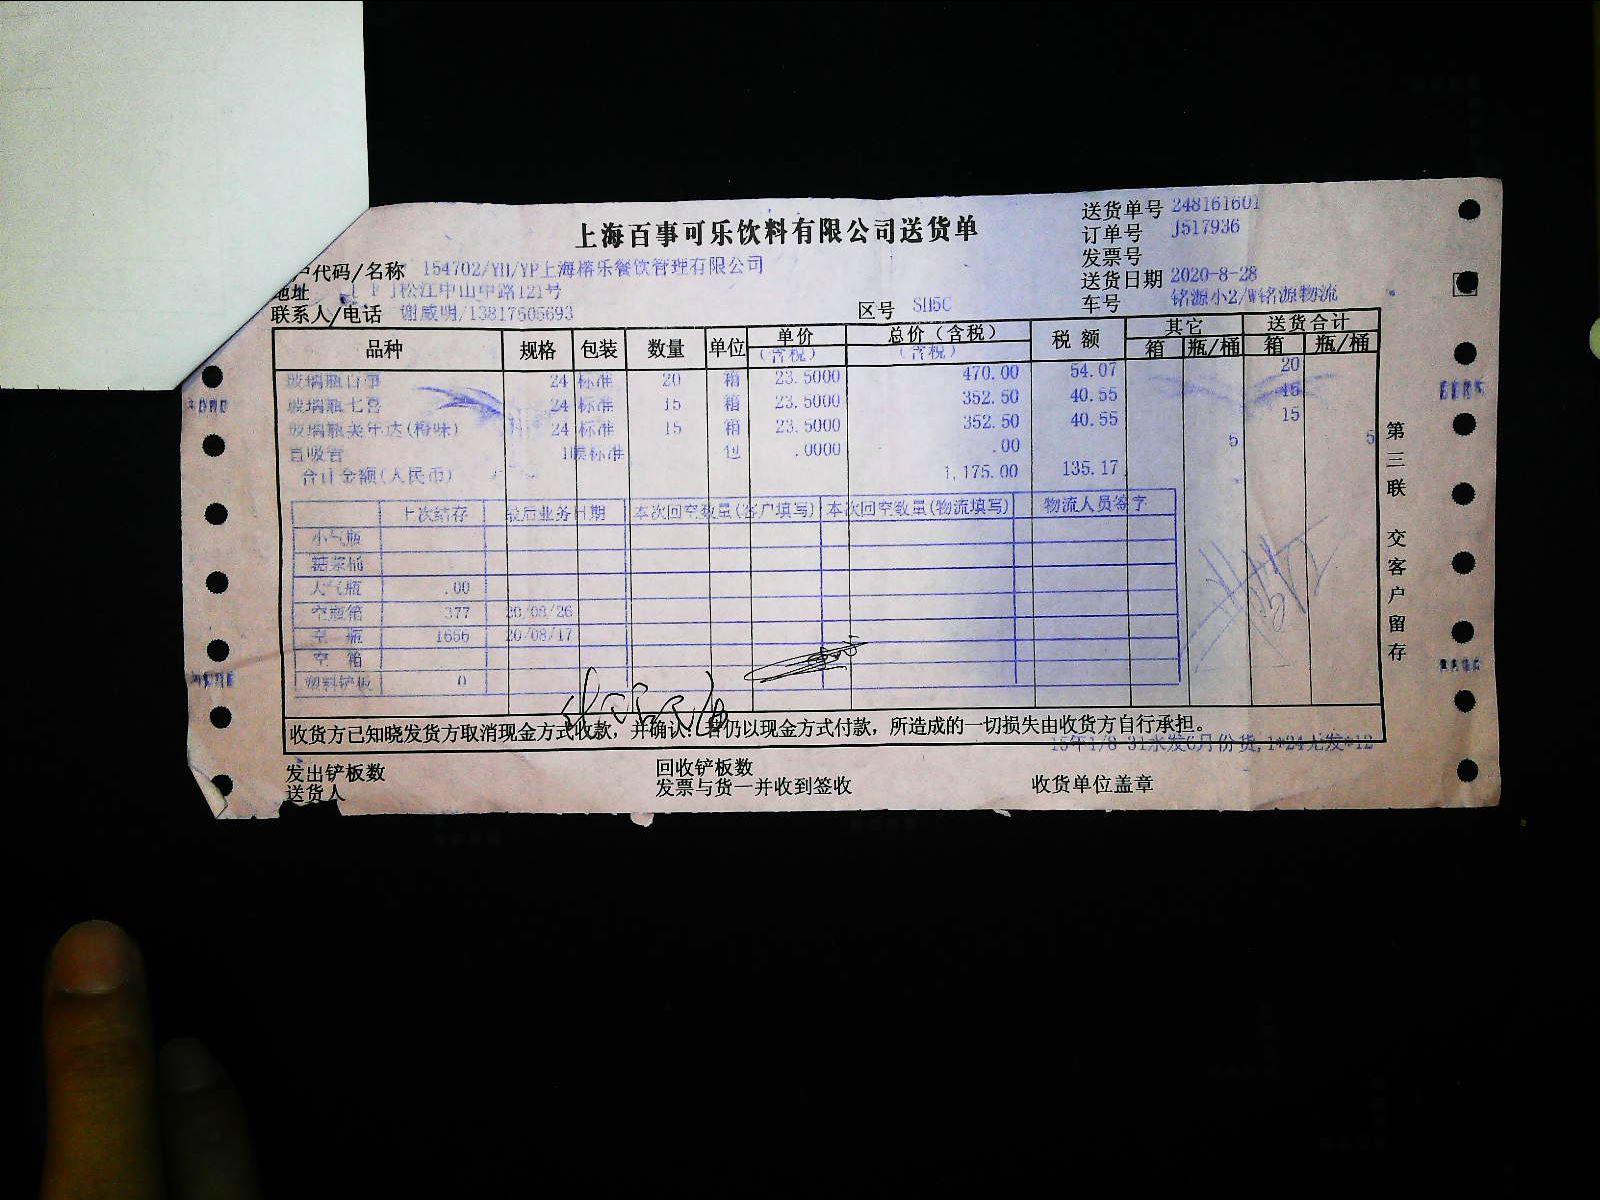 上海百事可乐饮料有限公司送货单
送货单号 248161601
订单号 J517936
发票号
送货日期 2020-8-28
车号 铭源小2/W铭源物流
户代码/名称 154702/YH/YP上海榕乐餐饮管理有限公司
地址 松江中山中路121号
联系人/电话 谢威明/13817505693
区号 SH5C
品种 规格 包装 数量 单位 单价(含税) 总价(含税)(含税) 税额 其它 箱 瓶/桶 送货合计 箱 瓶/桶
玻璃瓶百事 24 标准 20 箱 23.5000 470.00 54.07 20
玻璃瓶七喜 24 标准 15 箱 23.5000 352.50 40.55 15
玻璃瓶美年达(橙味) 24 标准 15 箱 23.5000 352.50 40.55 15
直吸管 1 标准 包 .0000 .00 5 5
合计金额(人民币) 1,175.00 135.17
上次结存 最后业务日期 本次回空数量(客户填写) 本次回空数量(物流填写) 物流人员签字
小气瓶
糖浆桶
大气瓶 .00
空瓶箱 377 20/08/26
空瓶 1656 20/08/17
空箱
塑料铲板 0
收货方已知晓发货方取消现金方式收款，并确认：若仍以现金方式付款，所造成的一切损失由收货方自行承担。
发出铲板数 回收铲板数
送货人 发票与货一并收到签收 收货单位盖章
第三联 交客户留存